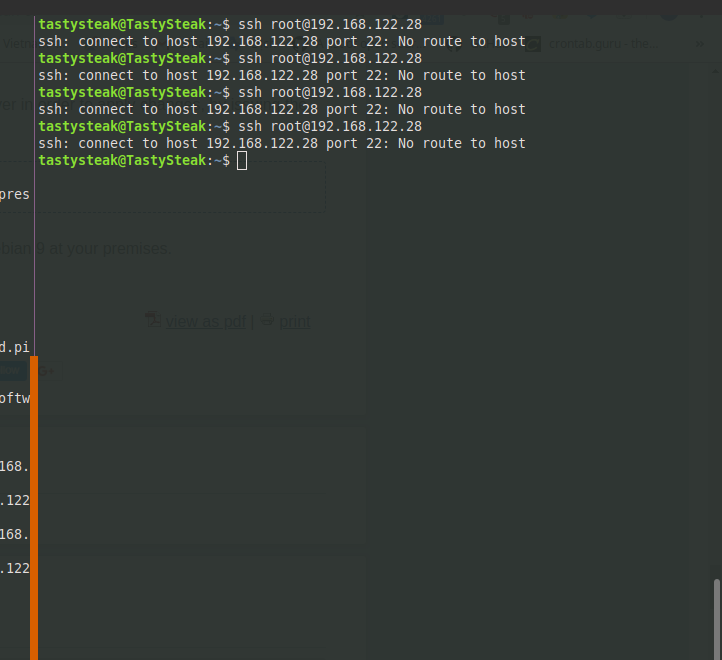 tastysteak@TastySteak:~$ ssh root@192.168.122.28
ssh: connect to host 192.168.122.28 port 22: No route to host
tastysteak@TastySteak:~$ ssh root@192.168.122.28
ssh: connect to host 192.168.122.28 port 22: No route to host
tastysteak@TastySteak:~$ ssh root@192.168.122.28
ssh: connect to host 192.168.122.28 port 22: No route to host
tastysteak@TastySteak:~$ ssh root@192.168.122.28
ssh: connect to host 192.168.122.28 port 22: No route to host
tastysteak@TastySteak:~$
crontab.guru - the...
pres
bian 9 at your premises.
view as pdf | print
d.pi
oftw
168.
.122
168.
.122